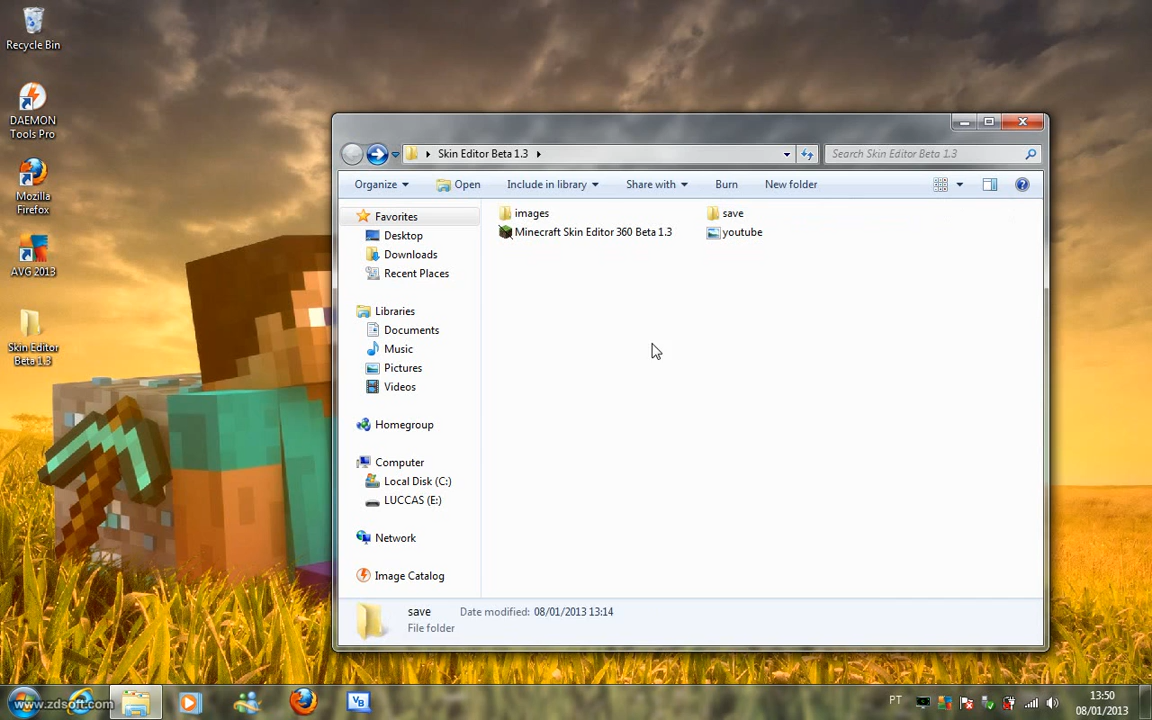 Recycle Bin
DAEMON
Tools Pro
Mozilla
Firefox
AVG 2013
Skin Editor
Beta 1.3
Skin Editor Beta 1.3
Search Skin Editor Beta 1.3
Organize Open Include in library Share with Burn New folder
Favorites
Desktop
Downloads
Recent Places
Libraries
Documents
Music
Pictures
Videos
Homegroup
Computer
Local Disk (C:)
LUCCAS (E:)
Network
Image Catalog
images
save
Minecraft Skin Editor 360 Beta 1.3
youtube
save Date modified: 08/01/2013 13:14
File folder
www.zdsoft.com
VB
PT
13:50
08/01/2013